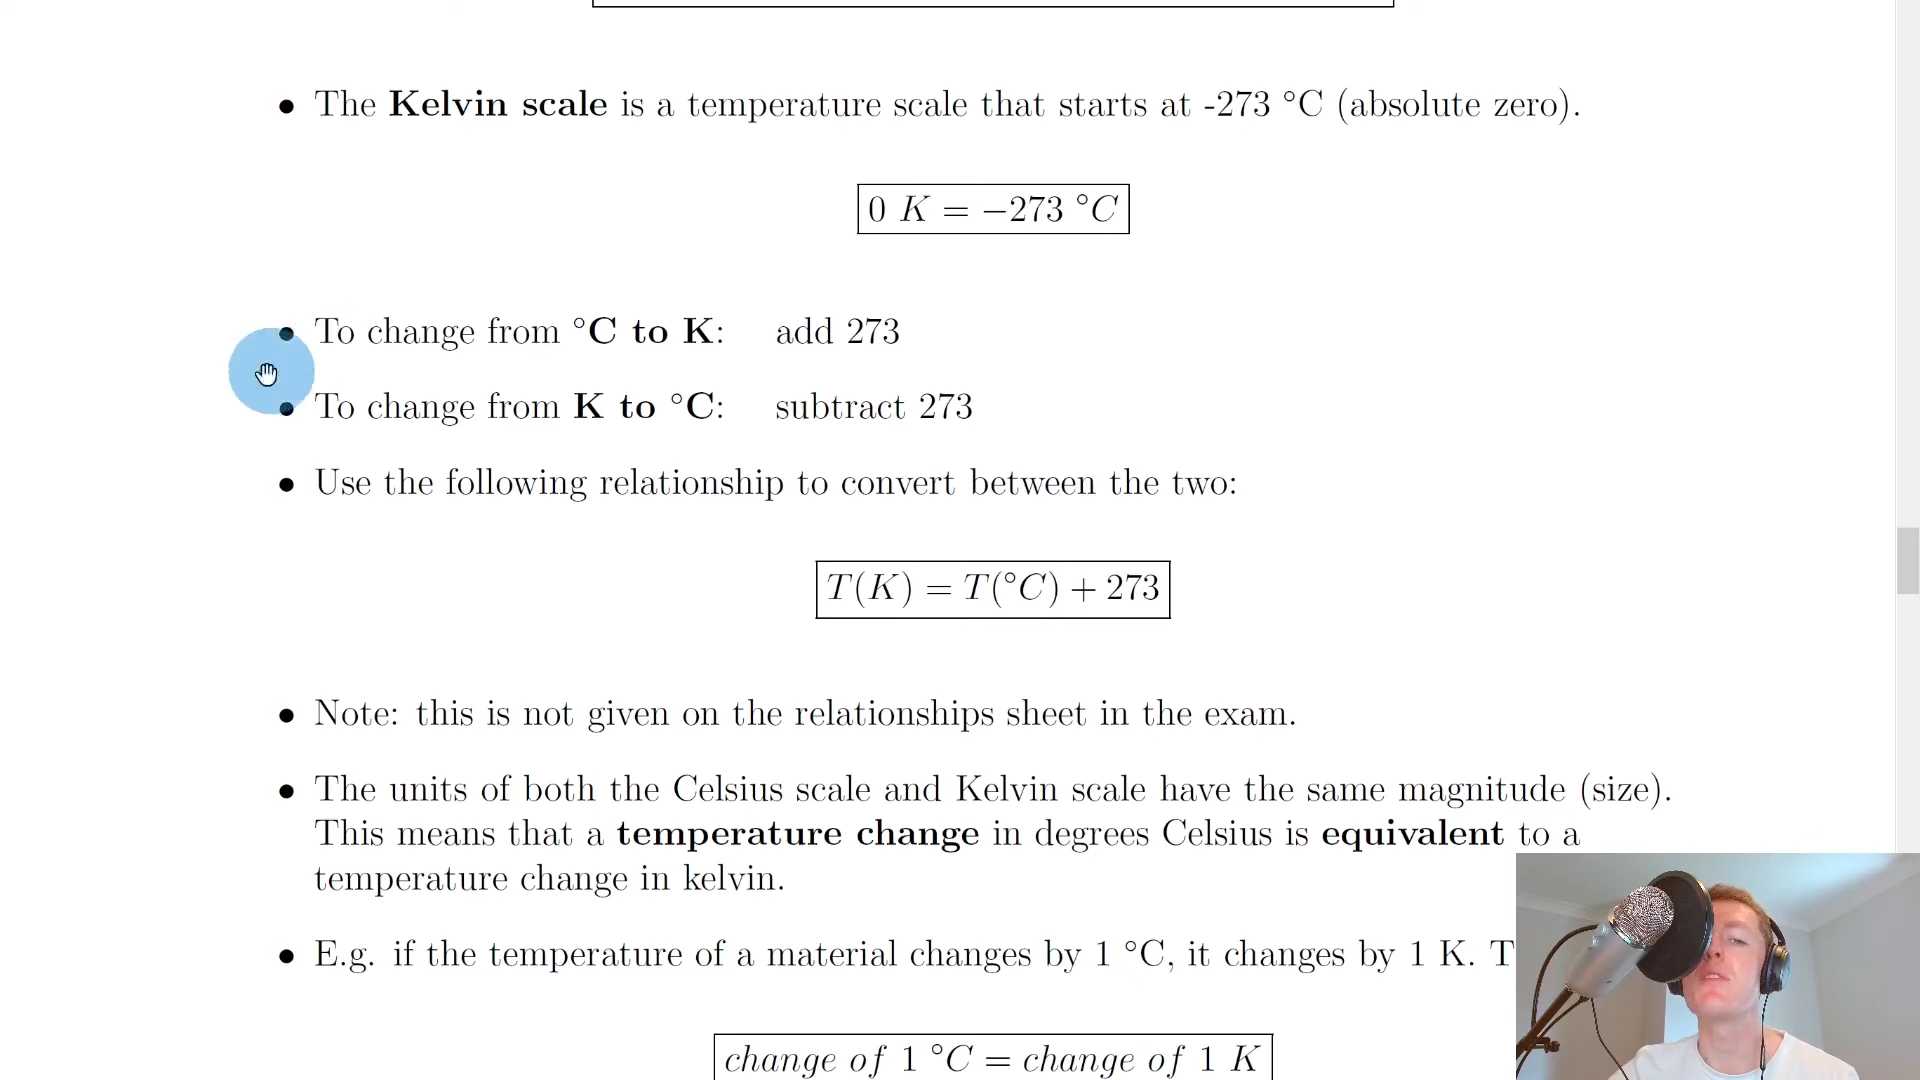 • The Kelvin scale is a temperature scale that starts at -273 °C (absolute zero).
0 K = −273 °C
• To change from °C to K: add 273
• To change from K to °C: subtract 273
• Use the following relationship to convert between the two:
T(K) = T(°C) + 273
• Note: this is not given on the relationships sheet in the exam.
• The units of both the Celsius scale and Kelvin scale have the same magnitude (size).
This means that a temperature change in degrees Celsius is equivalent to a
temperature change in kelvin.
• E.g. if the temperature of a material changes by 1 °C, it changes by 1 K. T
change of 1 °C = change of 1 K